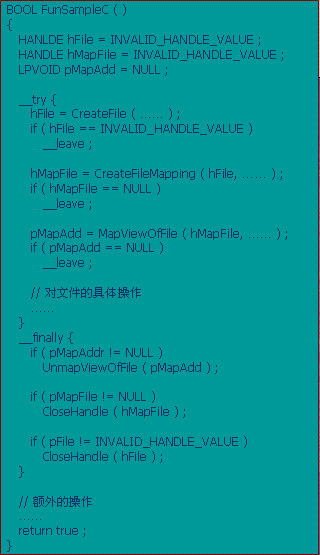 BOOL FunSampleC ( )
{
HANLDE hFile = INVALID_HANDLE_VALUE ;
HANDLE hMapFile = INVALID_HANDLE_VALUE ;
LPVOID pMapAdd = NULL ;
__try {
hFile = CreateFile ( ...... ) ;
if ( hFile == INVALID_HANDLE_VALUE )
__leave ;
hMapFile = CreateFileMapping ( hFile, ...... ) ;
if ( hMapFile == NULL )
__leave ;
pMapAdd = MapViewOfFile ( hMapFile, ...... ) ;
if ( pMapAdd == NULL )
__leave ;
// 对文件的具体操作
......
}
__finally {
if ( pMapAddr != NULL )
UnmapViewOfFile ( pMapAdd ) ;
if ( pMapFile != NULL )
CloseHandle ( hMapFile ) ;
if ( pFile != INVALID_HANDLE_VALUE )
CloseHandle ( hFile ) ;
}
// 额外的操作
......
return true ;
}